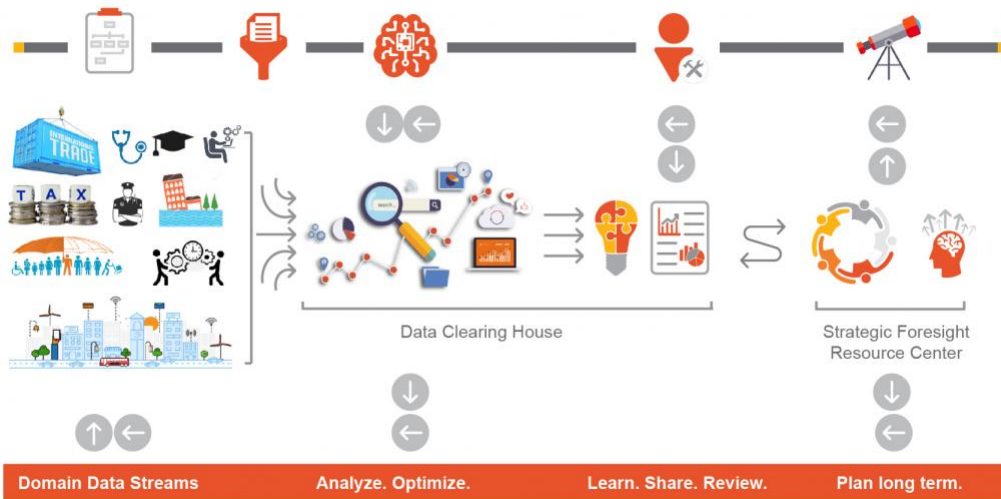 INTERNATIONAL
TRADE
TAX
Data Clearing House
Strategic Foresight
Resource Center
Domain Data Streams
Analyze. Optimize.
Learn. Share. Review.
Plan long term.